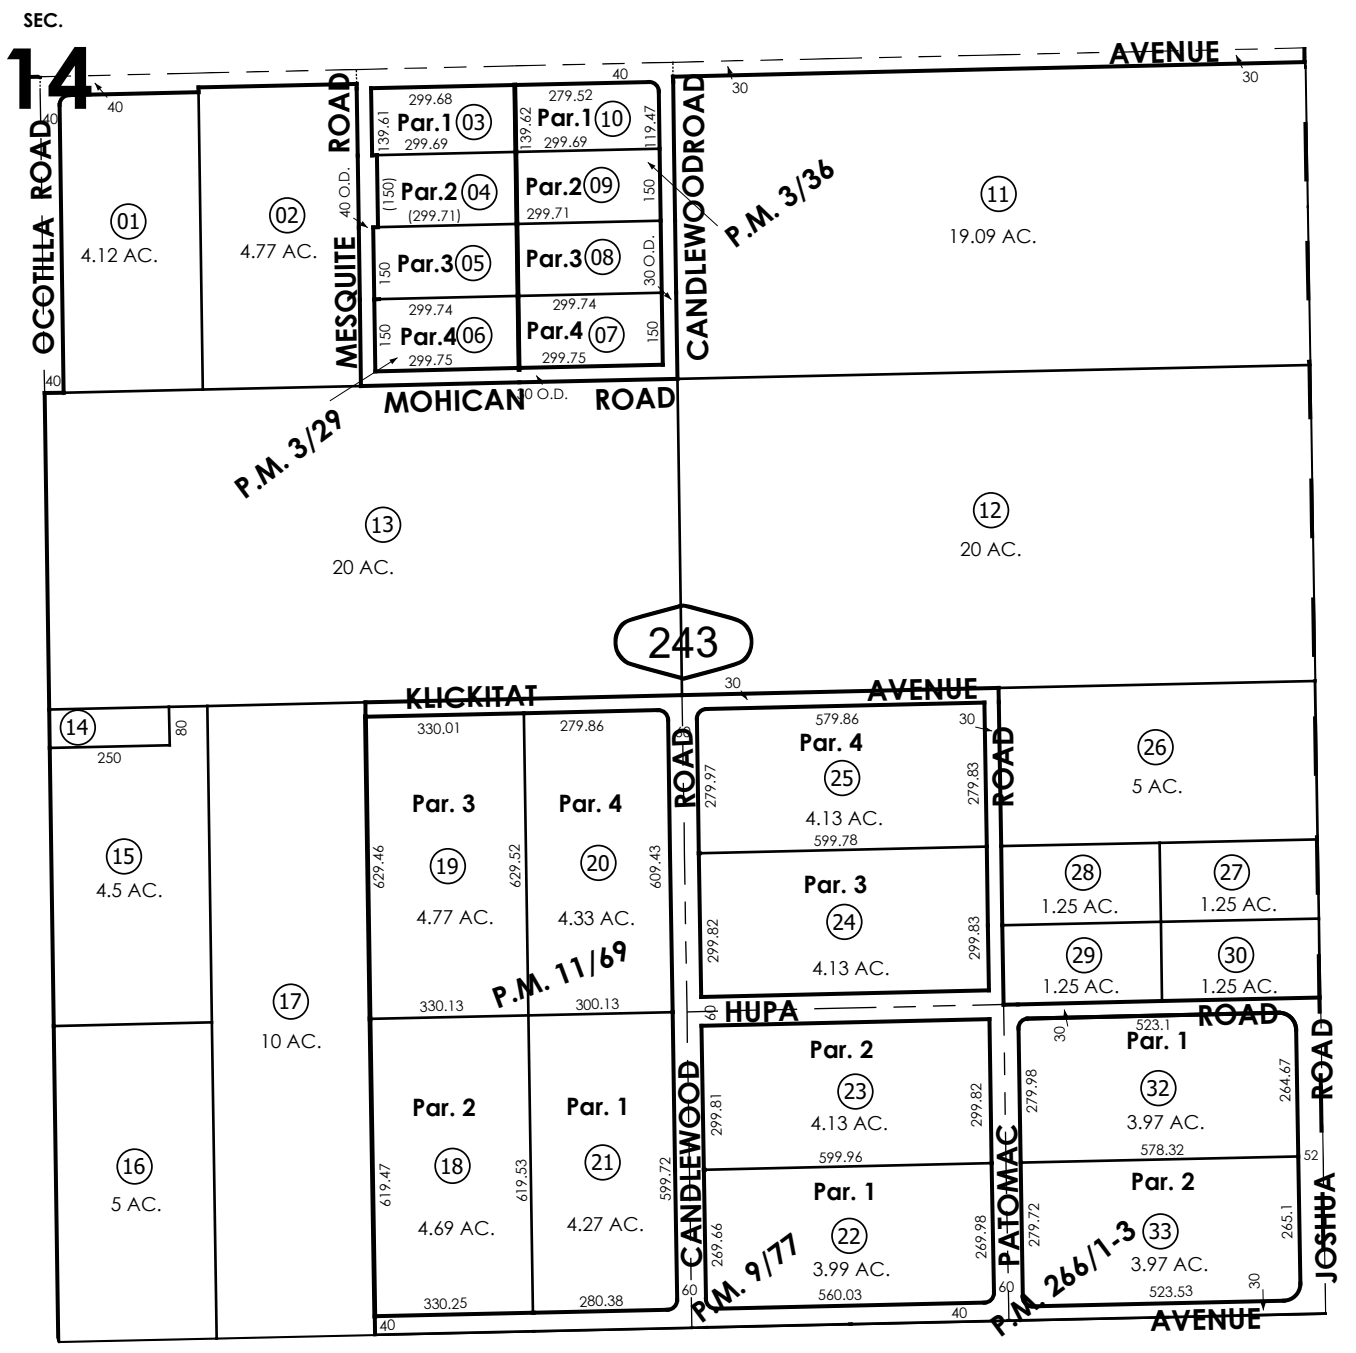 SEC.
14
AVENUE
40
40
40
30
30
OCOTILLA ROAD
MESQUITE ROAD
CANDLEWOODROAD
299.68
279.52
139.61
Par.1 03
139.62
Par.1 10
119.47
299.69
299.69
(150)
Par.2 04
Par.2 09
150
(299.71)
299.71
40 O.D.
P.M. 3/36
01
4.12 AC.
02
4.77 AC.
11
19.09 AC.
150
Par.3 05
Par.3 08
30 O.D.
299.74
299.74
150
Par.4 06
Par.4 07
150
299.75
299.75
40
30 O.D.
MOHICAN ROAD
P.M. 3/29
13
20 AC.
12
20 AC.
243
KLICKITAT AVENUE
30
14
80
250
330.01
279.86
579.86
30
ROAD
ROAD
Par. 4
25
4.13 AC.
279.97
279.83
599.78
26
5 AC.
15
4.5 AC.
Par. 3
19
4.77 AC.
629.46
629.52
Par. 4
20
4.33 AC.
609.43
Par. 3
24
4.13 AC.
299.82
299.83
28
1.25 AC.
27
1.25 AC.
29
1.25 AC.
30
1.25 AC.
P.M. 11/69
330.13
300.13
17
10 AC.
60
HUPA ROAD
30
523.1
Par. 1
32
3.97 AC.
279.98
264.67
578.32
52
Par. 2
23
4.13 AC.
299.81
299.82
599.96
16
5 AC.
Par. 2
18
4.69 AC.
619.47
619.53
Par. 1
21
4.27 AC.
599.72
CANDLEWOOD
Par. 1
22
3.99 AC.
269.66
269.98
560.03
PATOMAC
Par. 2
33
3.97 AC.
279.72
265.1
523.53
JOSHUA ROAD
330.25
280.38
40
60
P.M. 9/77
40
60
P.M. 266/1-3
30
AVENUE